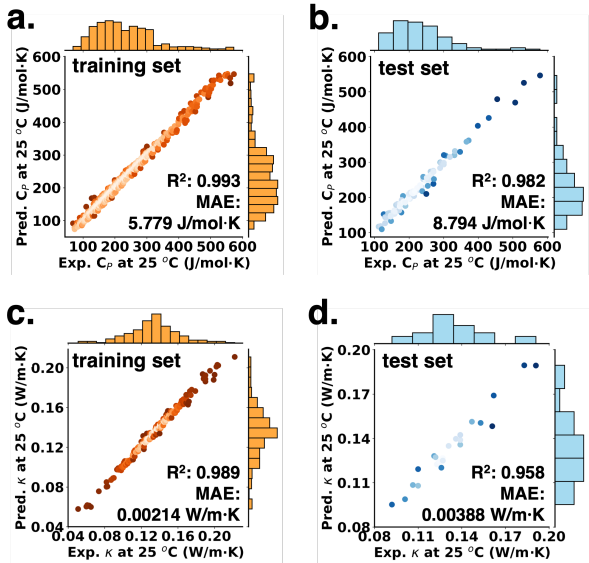 a.
training set
600
500
400
300
200
100
Pred. C_P at 25 °C (J/mol·K)
R²: 0.993
MAE:
5.779 J/mol·K
100 200 300 400 500 600
Exp. C_P at 25 °C (J/mol·K)
b.
test set
600
500
400
300
200
100
Pred. C_P at 25 °C (J/mol·K)
R²: 0.982
MAE:
8.794 J/mol·K
100 200 300 400 500 600
Exp. C_P at 25 °C (J/mol·K)
c.
training set
0.20
0.16
0.12
0.08
0.04
Pred. κ at 25 °C (W/m·K)
R²: 0.989
MAE:
0.00214 W/m·K
0.04 0.08 0.12 0.16 0.20
Exp. κ at 25 °C (W/m·K)
d.
test set
0.20
0.17
0.14
0.11
0.08
Pred. κ at 25 °C (W/m·K)
R²: 0.958
MAE:
0.00388 W/m·K
0.08 0.11 0.14 0.17 0.20
Exp. κ at 25 °C (W/m·K)